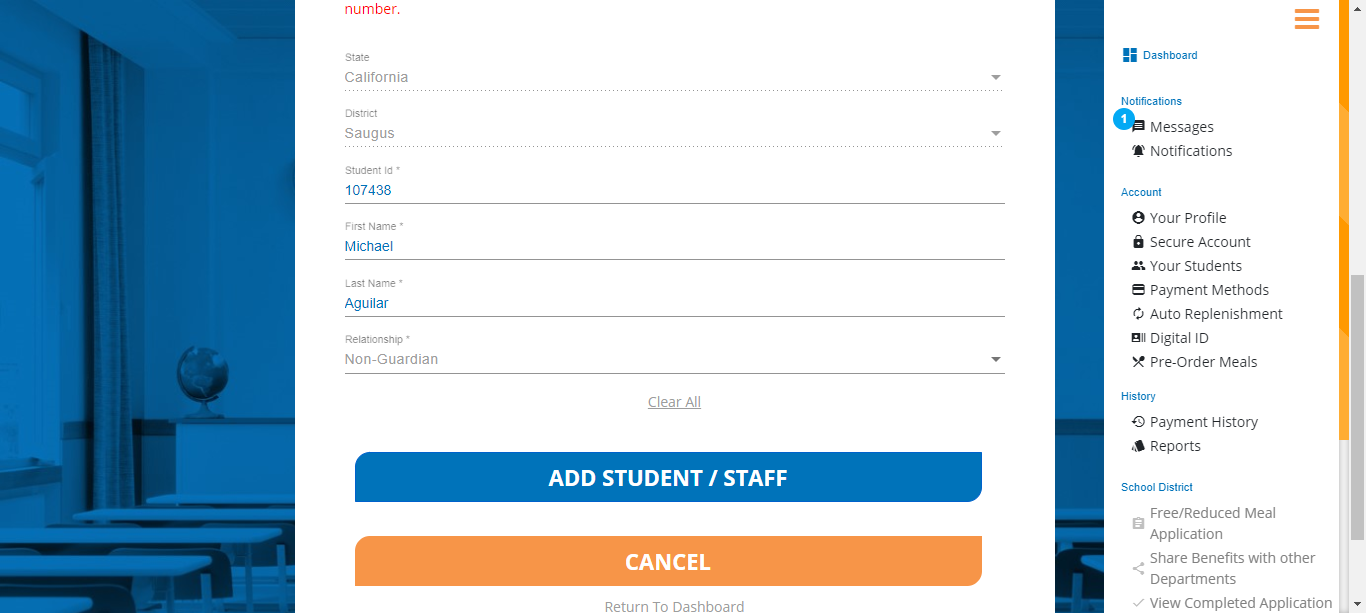 number.
State
California
District
Saugus
Student Id *
107438
First Name *
Michael
Last Name *
Aguilar
Relationship *
Non-Guardian
Clear All
ADD STUDENT / STAFF
CANCEL
Return To Dashboard
Dashboard
Notifications
1
Messages
Notifications
Account
Your Profile
Secure Account
Your Students
Payment Methods
Auto Replenishment
Digital ID
Pre-Order Meals
History
Payment History
Reports
School District
Free/Reduced Meal
Application
Share Benefits with other
Departments
View Completed Application